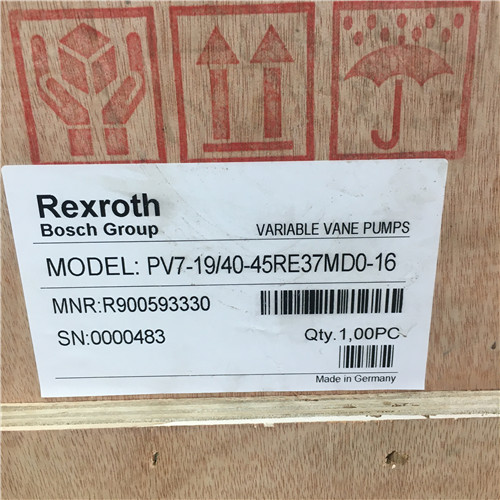 Rexroth
Bosch Group
VARIABLE VANE PUMPS
MODEL: PV7-19/40-45RE37MD0-16
MNR:R900593330
SN:0000483
Qty.1,00PC
Made in Germany